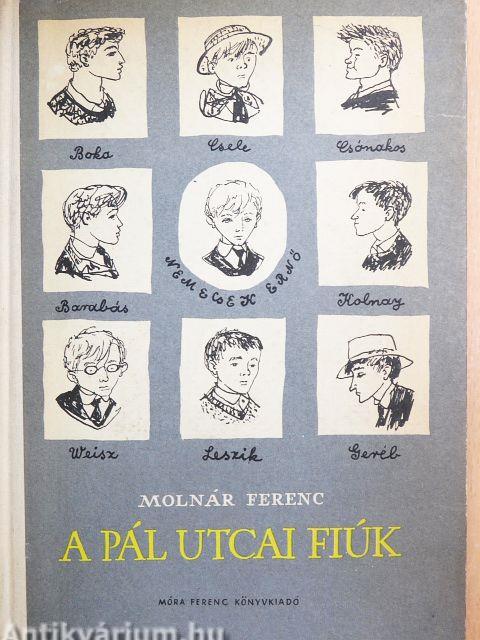 Boka Csele Csónakos
Barabás NEMECSEK ERNŐ Kolnay
Weisz Leszik Geréb
MOLNÁR FERENC
A PÁL UTCAI FIÚK
MÓRA FERENC KÖNYVKIADÓ
Antikvárium.hu